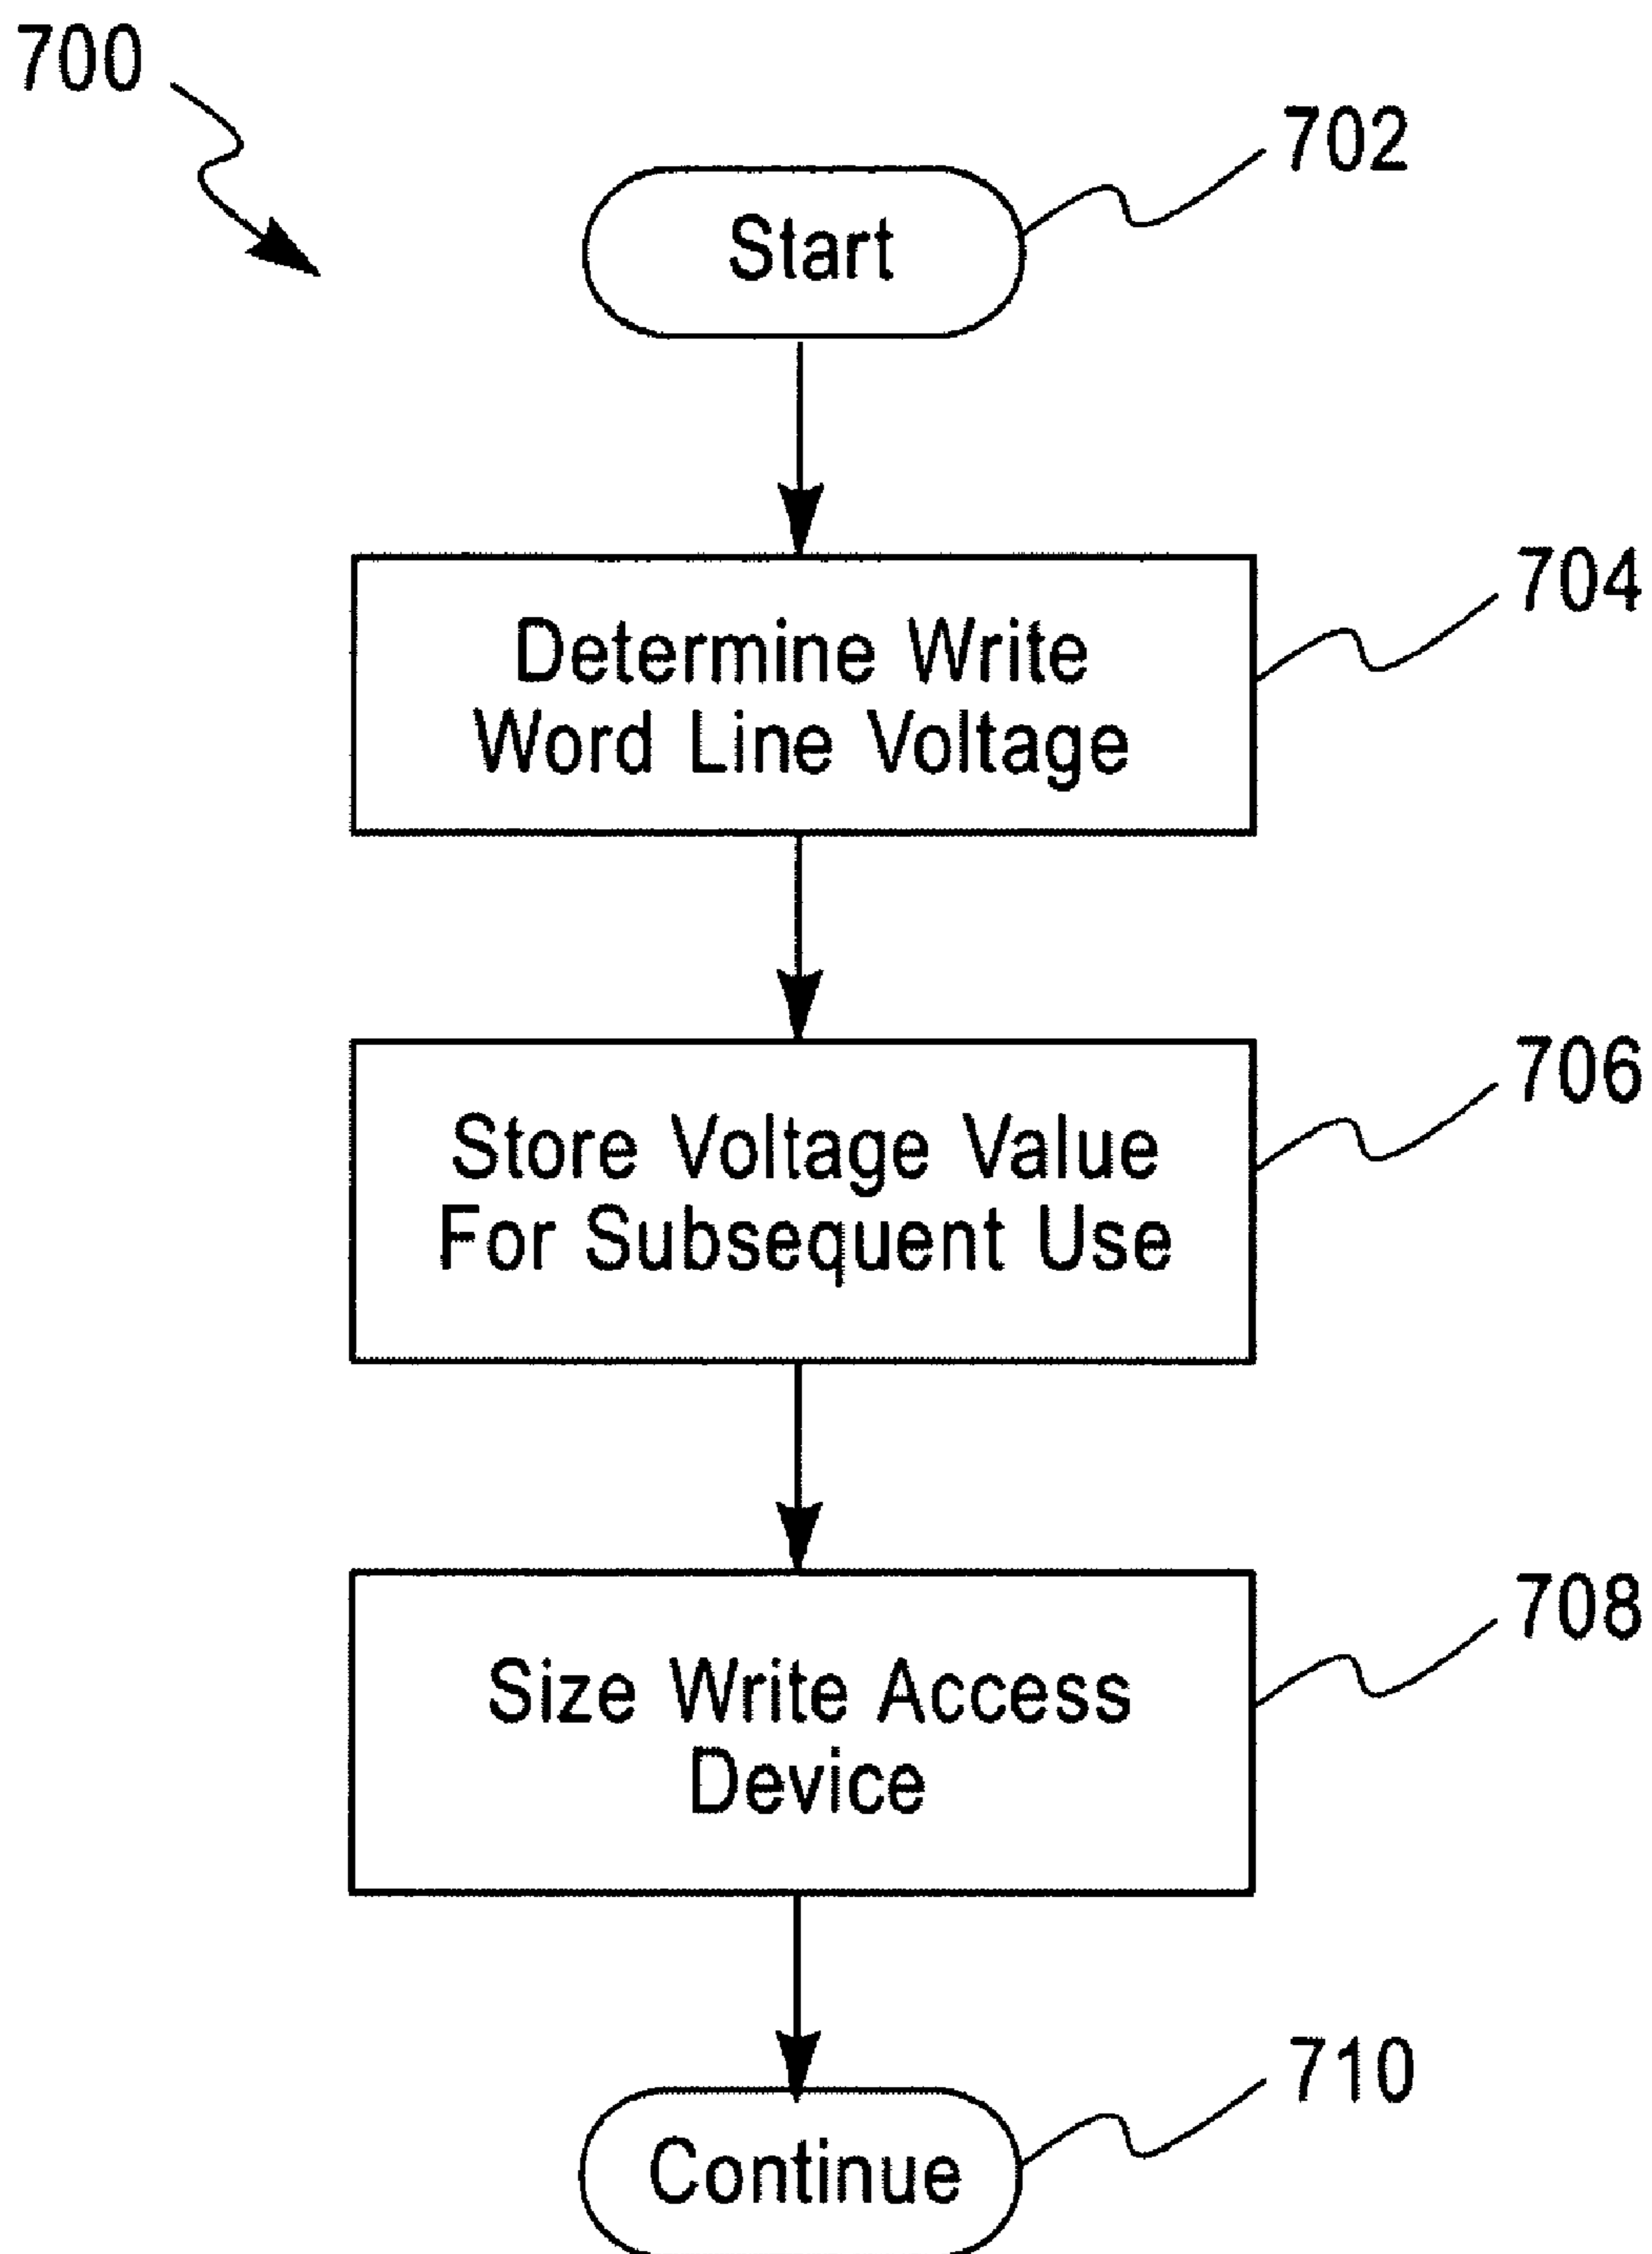 700
702
Start
704
Determine Write
Word Line Voltage
706
Store Voltage Value
For Subsequent Use
708
Size Write Access
Device
710
Continue